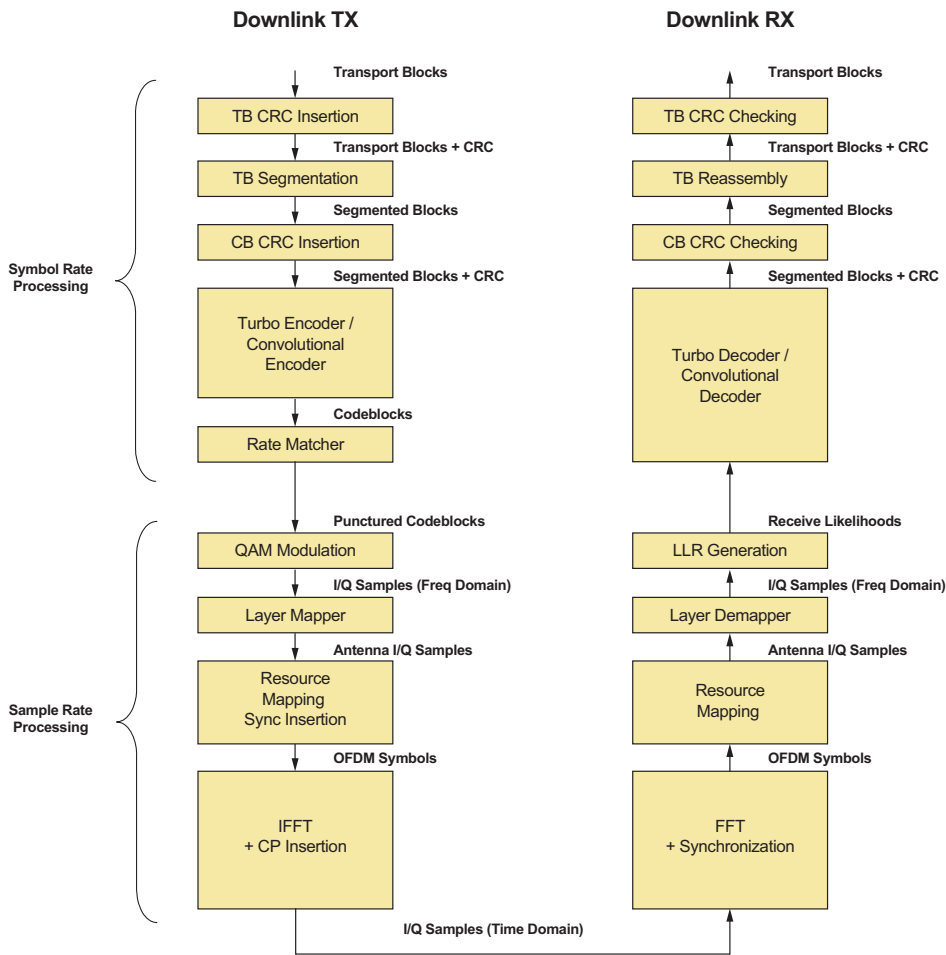 Downlink TX
Downlink RX
Transport Blocks
Transport Blocks
TB CRC Insertion
TB CRC Checking
Transport Blocks + CRC
Transport Blocks + CRC
TB Segmentation
TB Reassembly
Segmented Blocks
Segmented Blocks
CB CRC Insertion
CB CRC Checking
Symbol Rate
Processing
Segmented Blocks + CRC
Segmented Blocks + CRC
Turbo Encoder /
Convolutional
Encoder
Turbo Decoder /
Convolutional
Decoder
Codeblocks
Rate Matcher
Punctured Codeblocks
Receive Likelihoods
QAM Modulation
LLR Generation
I/Q Samples (Freq Domain)
I/Q Samples (Freq Domain)
Layer Mapper
Layer Demapper
Antenna I/Q Samples
Antenna I/Q Samples
Sample Rate
Processing
Resource
Mapping
Sync Insertion
Resource
Mapping
OFDM Symbols
OFDM Symbols
IFFT
+ CP Insertion
FFT
+ Synchronization
I/Q Samples (Time Domain)